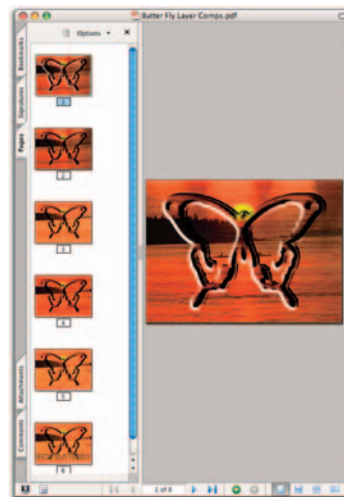 Butter Fly Layer Comps.pdf
Options
Bookmarks
Signatures
Pages
Attachments
Comments
1
2
3
4
5
6
1 of 6